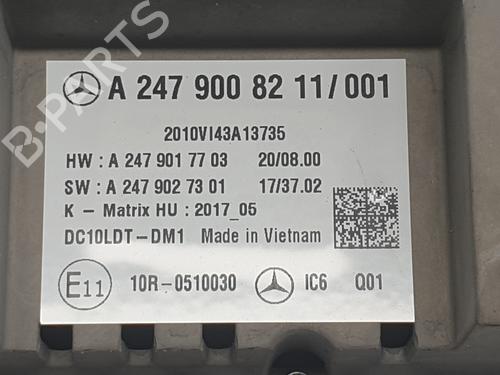 A 247 900 82 11/001
2010VI43A13735
HW : A 247 901 77 03 20/08.00
SW : A 247 902 73 01 17/37.02
K - Matrix HU : 2017_05
DC10LDT-DM1 Made in Vietnam
E11 10R-0510030 IC6 Q01
B-PARTS